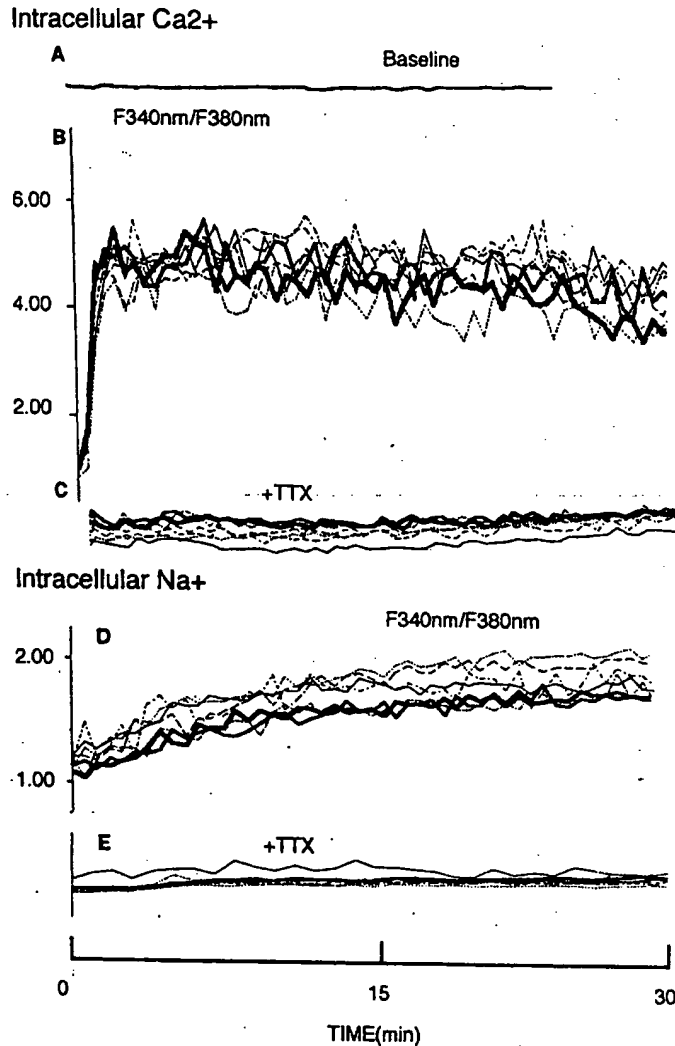 Intracellular Ca2+
A
Baseline
F340nm/F380nm
B
6.00
4.00
2.00
C
+TTX
Intracellular Na+
D
F340nm/F380nm
2.00
1.00
E
+TTX
0
15
30
TIME(min)